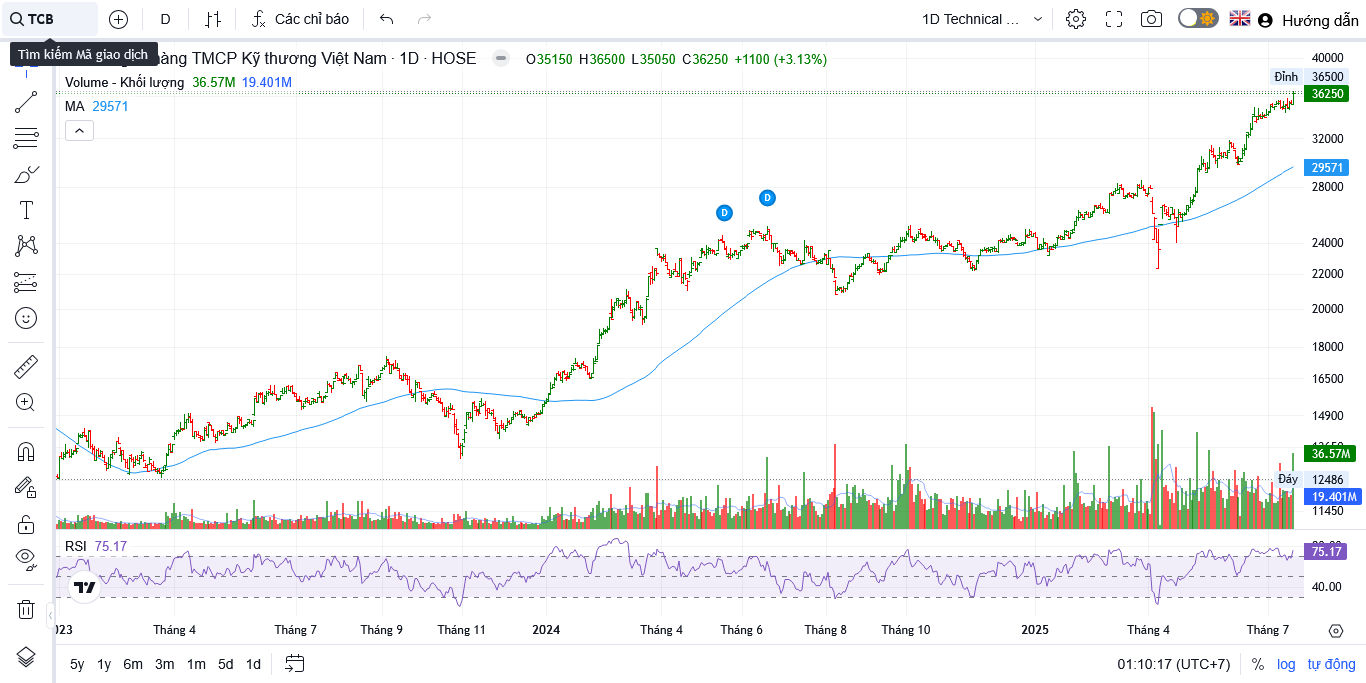 TCB
D
Các chỉ báo
1D Technical ...
Hướng dẫn
Tìm kiếm Mã giao dịch
hàng TMCP Kỹ thương Việt Nam · 1D · HOSE
O35150 H36500 L35050 C36250 +1100 (+3.13%)
Volume - Khối lượng 36.57M 19.401M
MA 29571
40000
Đỉnh 36500
36250
32000
29571
28000
24000
22000
20000
18000
16500
14900
36.57M
Đáy 12486
19.401M
11450
D
D
RSI 75.17
75.17
40.00
023
Tháng 4
Tháng 7
Tháng 9
Tháng 11
2024
Tháng 4
Tháng 6
Tháng 8
Tháng 10
2025
Tháng 4
Tháng 7
5y 1y 6m 3m 1m 5d 1d
01:10:17 (UTC+7)
% log tự động